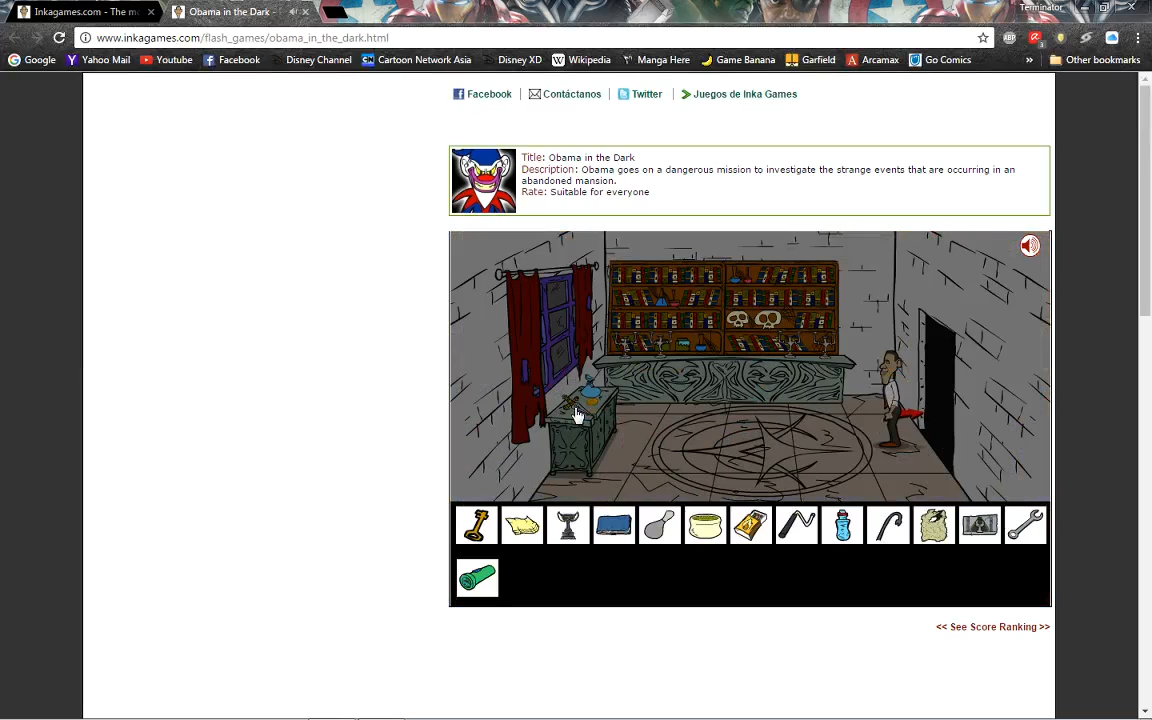 Inkagames.com - The m
Obama in the Dark -
Terminator
www.inkagames.com/flash_games/obama_in_the_dark.html
ABP
3
Google
Yahoo Mail
Youtube
Facebook
Disney Channel
Cartoon Network Asia
Disney XD
Wikipedia
Manga Here
Game Banana
Garfield
Arcamax
Go Comics
»
Other bookmarks
Facebook
Contáctanos
Twitter
Juegos de Inka Games
Title: Obama in the Dark
Description: Obama goes on a dangerous mission to investigate the strange events that are occurring in an
abandoned mansion.
Rate: Suitable for everyone
<< See Score Ranking >>